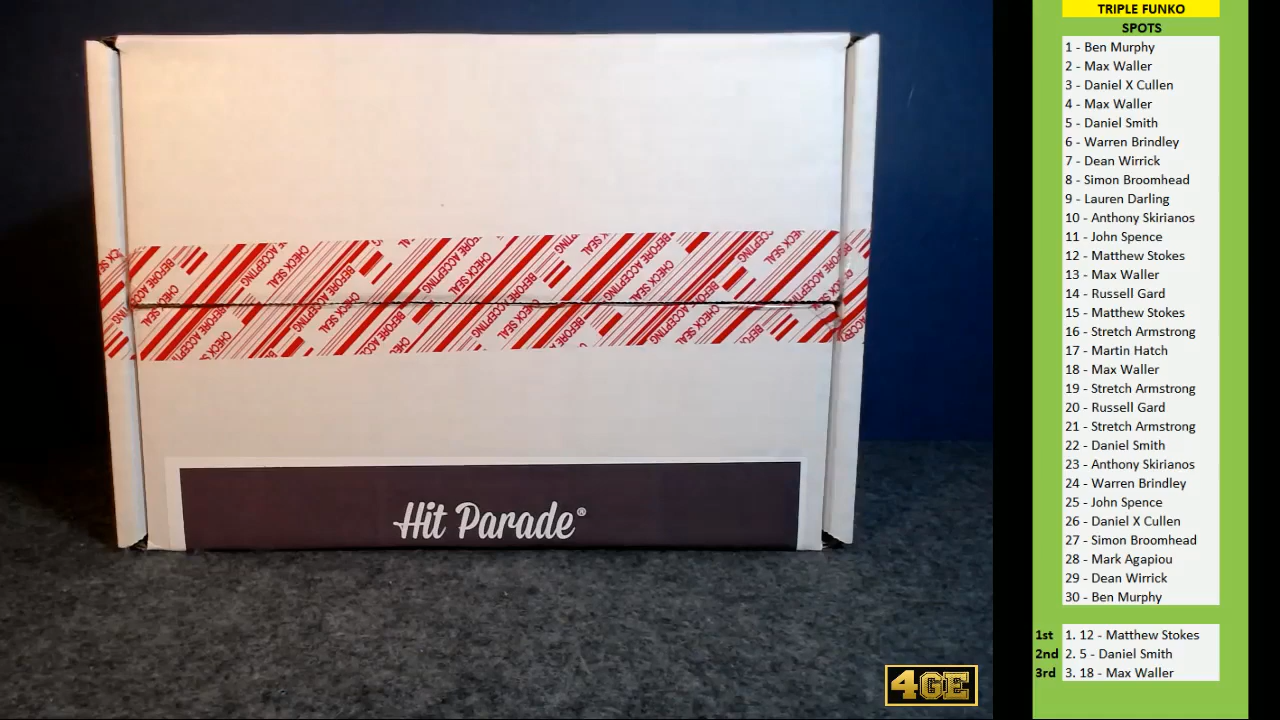 TRIPLE FUNKO
SPOTS
1 - Ben Murphy
2 - Max Waller
3 - Daniel X Cullen
4 - Max Waller
5 - Daniel Smith
6 - Warren Brindley
7 - Dean Wirrick
8 - Simon Broomhead
9 - Lauren Darling
10 - Anthony Skirianos
11 - John Spence
12 - Matthew Stokes
13 - Max Waller
14 - Russell Gard
15 - Matthew Stokes
16 - Stretch Armstrong
17 - Martin Hatch
18 - Max Waller
19 - Stretch Armstrong
20 - Russell Gard
21 - Stretch Armstrong
22 - Daniel Smith
23 - Anthony Skirianos
24 - Warren Brindley
25 - John Spence
26 - Daniel X Cullen
27 - Simon Broomhead
28 - Mark Agapiou
29 - Dean Wirrick
30 - Ben Murphy
1st 1. 12 - Matthew Stokes
2nd 2. 5 - Daniel Smith
3rd 3. 18 - Max Waller
CHECK SEAL
BEFORE ACCEPTING
Hit Parade®
4GE